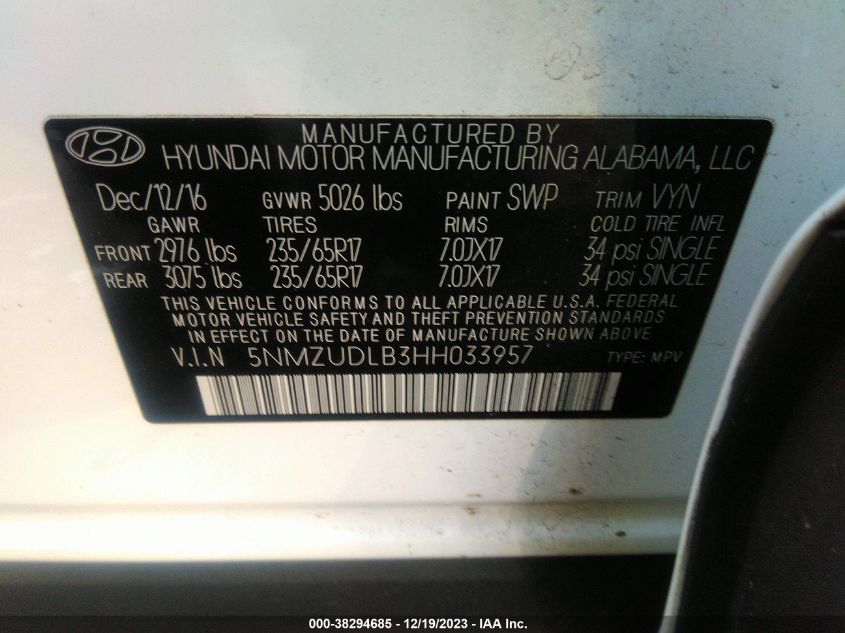 MANUFACTURED BY
HYUNDAI MOTOR MANUFACTURING ALABAMA, LLC
Dec/12/16 GVWR 5026 lbs PAINT SWP TRIM VYN
GAWR TIRES RIMS COLD TIRE INFL
FRONT 2976 lbs 235/65R17 7.0JX17 34 psi SINGLE
REAR 3075 lbs 235/65R17 7.0JX17 34 psi SINGLE
THIS VEHICLE CONFORMS TO ALL APPLICABLE U.S.A. FEDERAL
MOTOR VEHICLE SAFETY AND THEFT PREVENTION STANDARDS
IN EFFECT ON THE DATE OF MANUFACTURE SHOWN ABOVE.
V.I.N 5NMZUDLB3HH033957 TYPE: MPV
000-38294685 - 12/19/2023 - IAA Inc.